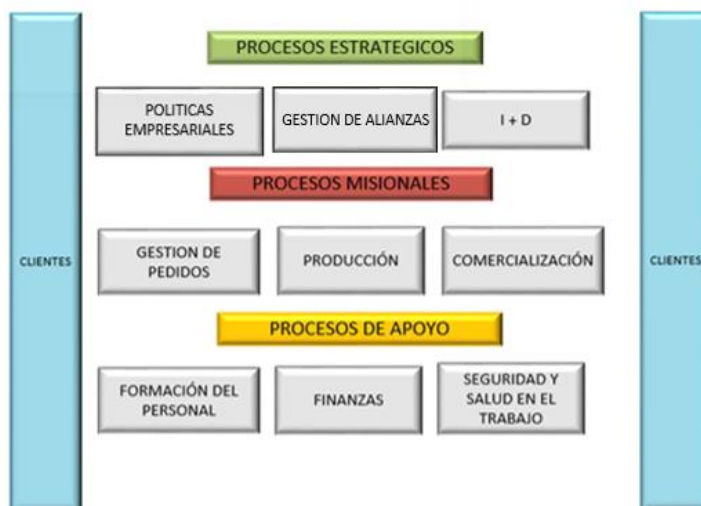 PROCESOS ESTRATEGICOS
POLITICAS
EMPRESARIALES
GESTION DE ALIANZAS
I + D
PROCESOS MISIONALES
CLIENTES
GESTION DE
PEDIDOS
PRODUCCIÓN
COMERCIALIZACIÓN
CLIENTES
PROCESOS DE APOYO
FORMACIÓN DEL
PERSONAL
FINANZAS
SEGURIDAD Y
SALUD EN EL
TRABAJO